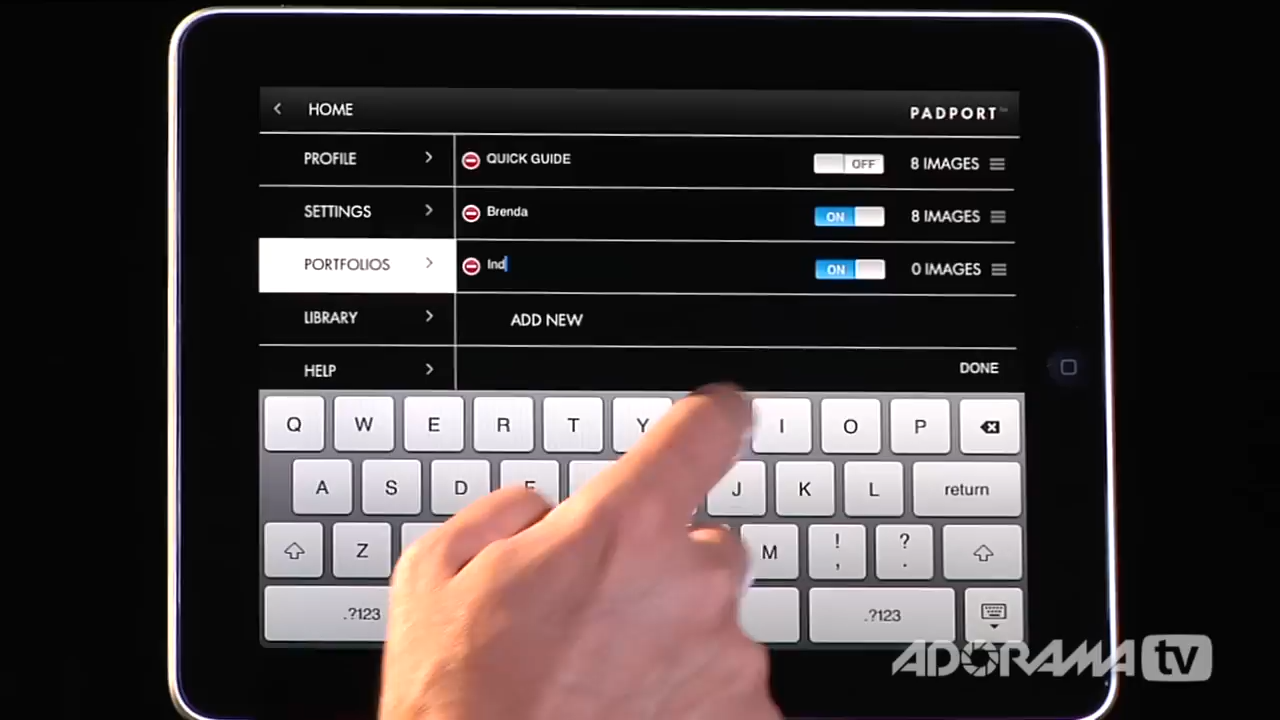 HOME
PADPORT™
PROFILE
QUICK GUIDE
OFF
8 IMAGES
SETTINGS
Brenda
ON
8 IMAGES
PORTFOLIOS
Ind
ON
0 IMAGES
LIBRARY
ADD NEW
HELP
DONE
Q W E R T Y I O P
A S D F J K L return
Z M ! , ? .
.?123 .?123
ADORAMA tv